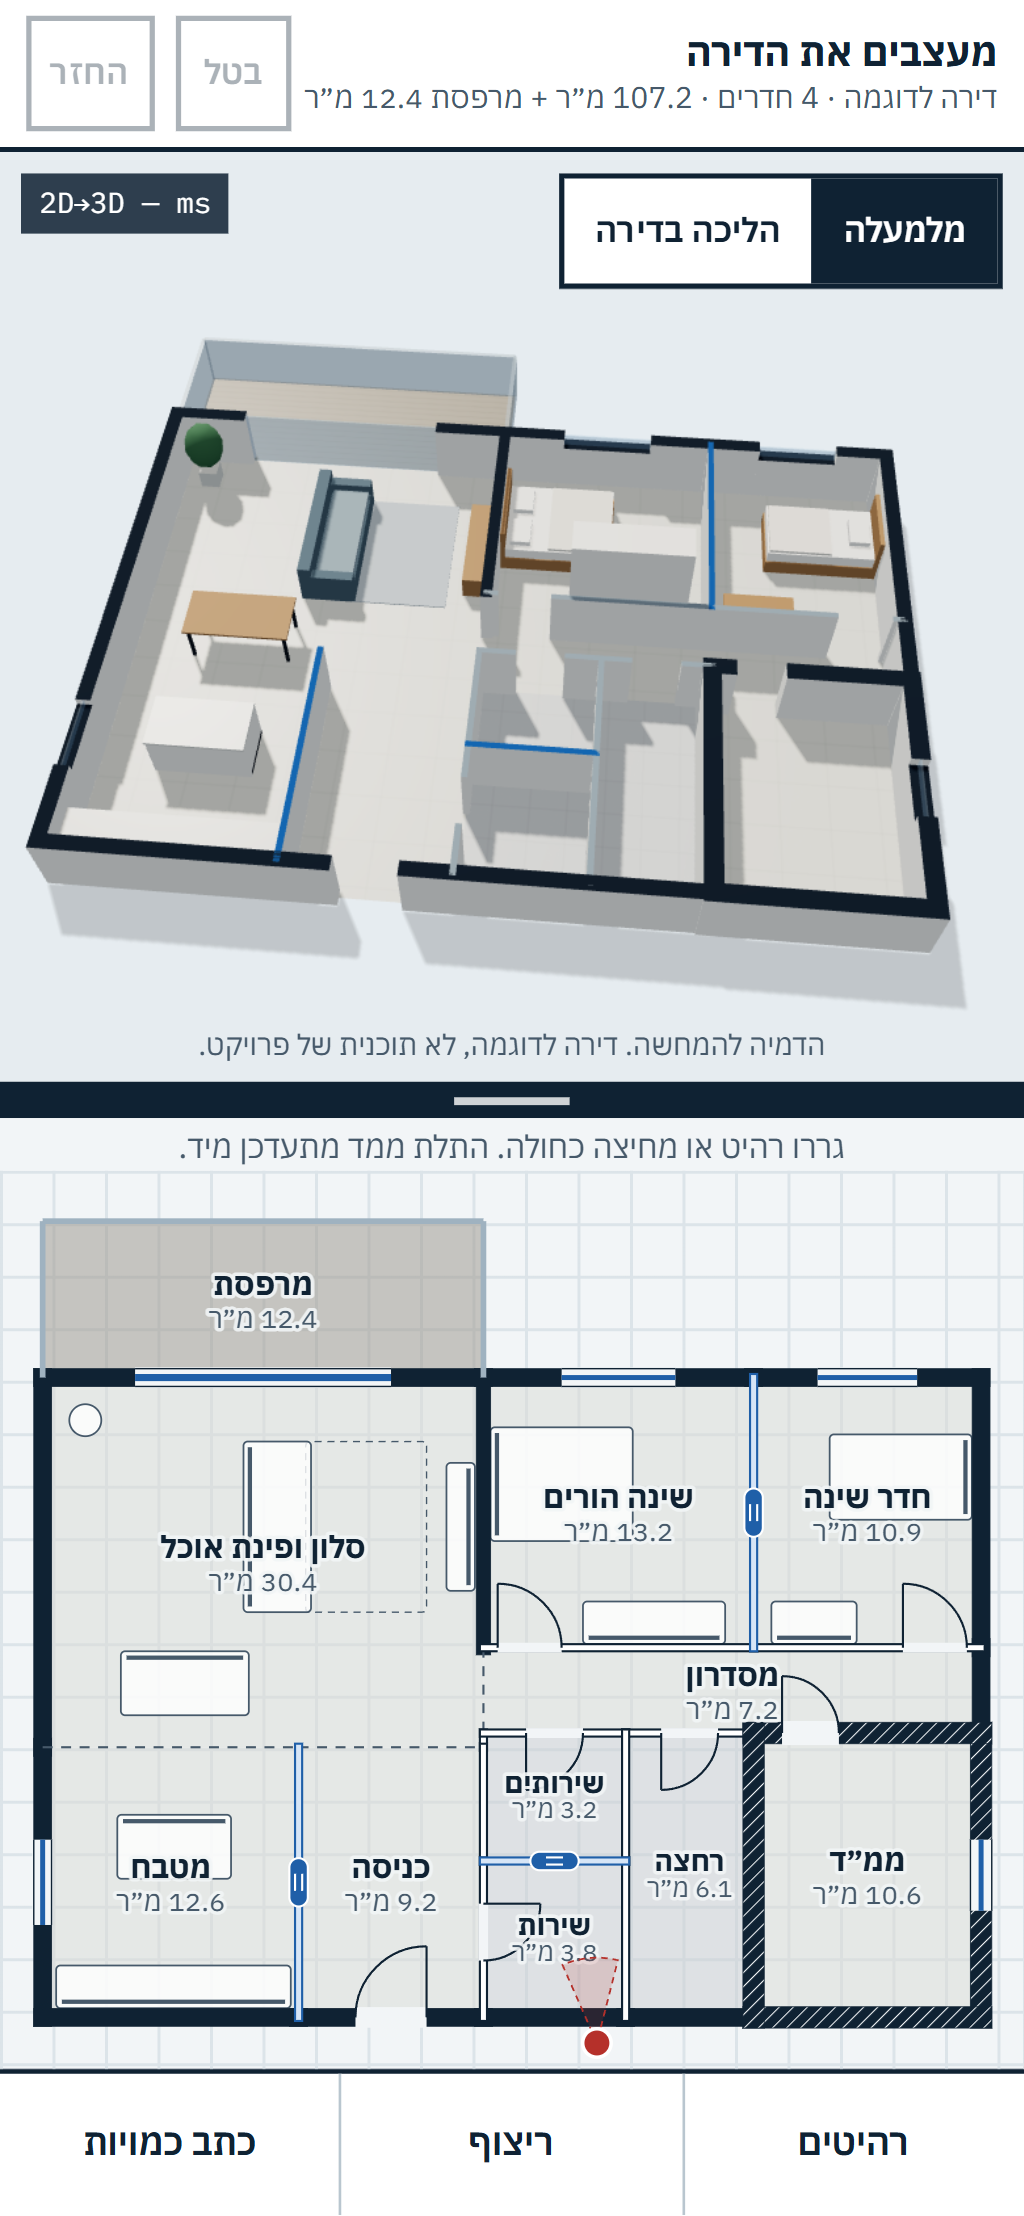 מעצבים את הדירה
דירה לדוגמה · 4 חדרים · 107.2 מ״ר + מרפסת 12.4 מ״ר
בטל
החזר
מלמעלה
הליכה בדירה
2D→3D — ms
הדמיה להמחשה. דירה לדוגמה, לא תוכנית של פרויקט.
גררו רהיט או מחיצה כחולה. התלת ממד מתעדכן מיד.
מרפסת
12.4 מ״ר
חדר שינה
10.9 מ״ר
שינה הורים
13.2 מ״ר
סלון ופינת אוכל
30.4 מ״ר
מסדרון
7.2 מ״ר
שירותים
3.2 מ״ר
ממ״ד
10.6 מ״ר
רחצה
6.1 מ״ר
כניסה
9.2 מ״ר
מטבח
12.6 מ״ר
שירות
3.8 מ״ר
רהיטים
ריצוף
כתב כמויות